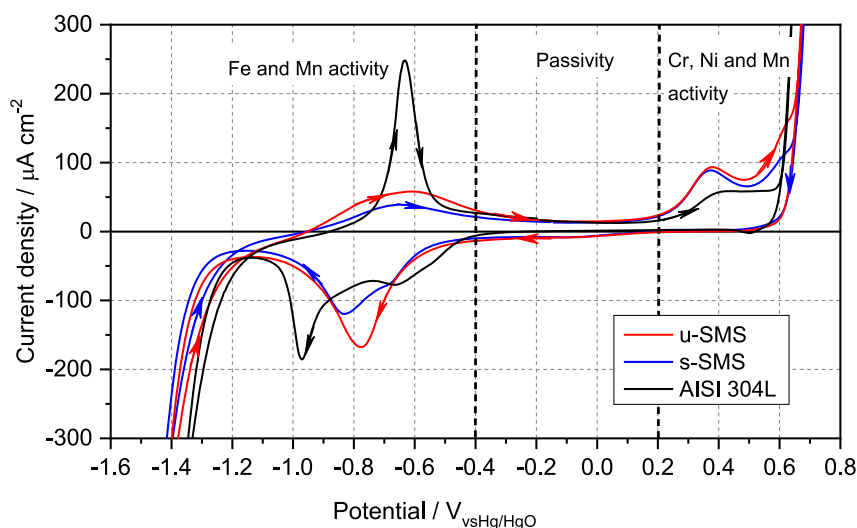 300
200
100
0
-100
-200
-300
Current density / µA cm-2
Fe and Mn activity
Passivity
Cr, Ni and Mn
activity
u-SMS
s-SMS
AISI 304L
-1.6 -1.4 -1.2 -1.0 -0.8 -0.6 -0.4 -0.2 0.0 0.2 0.4 0.6 0.8
Potential / VvsHg/HgO